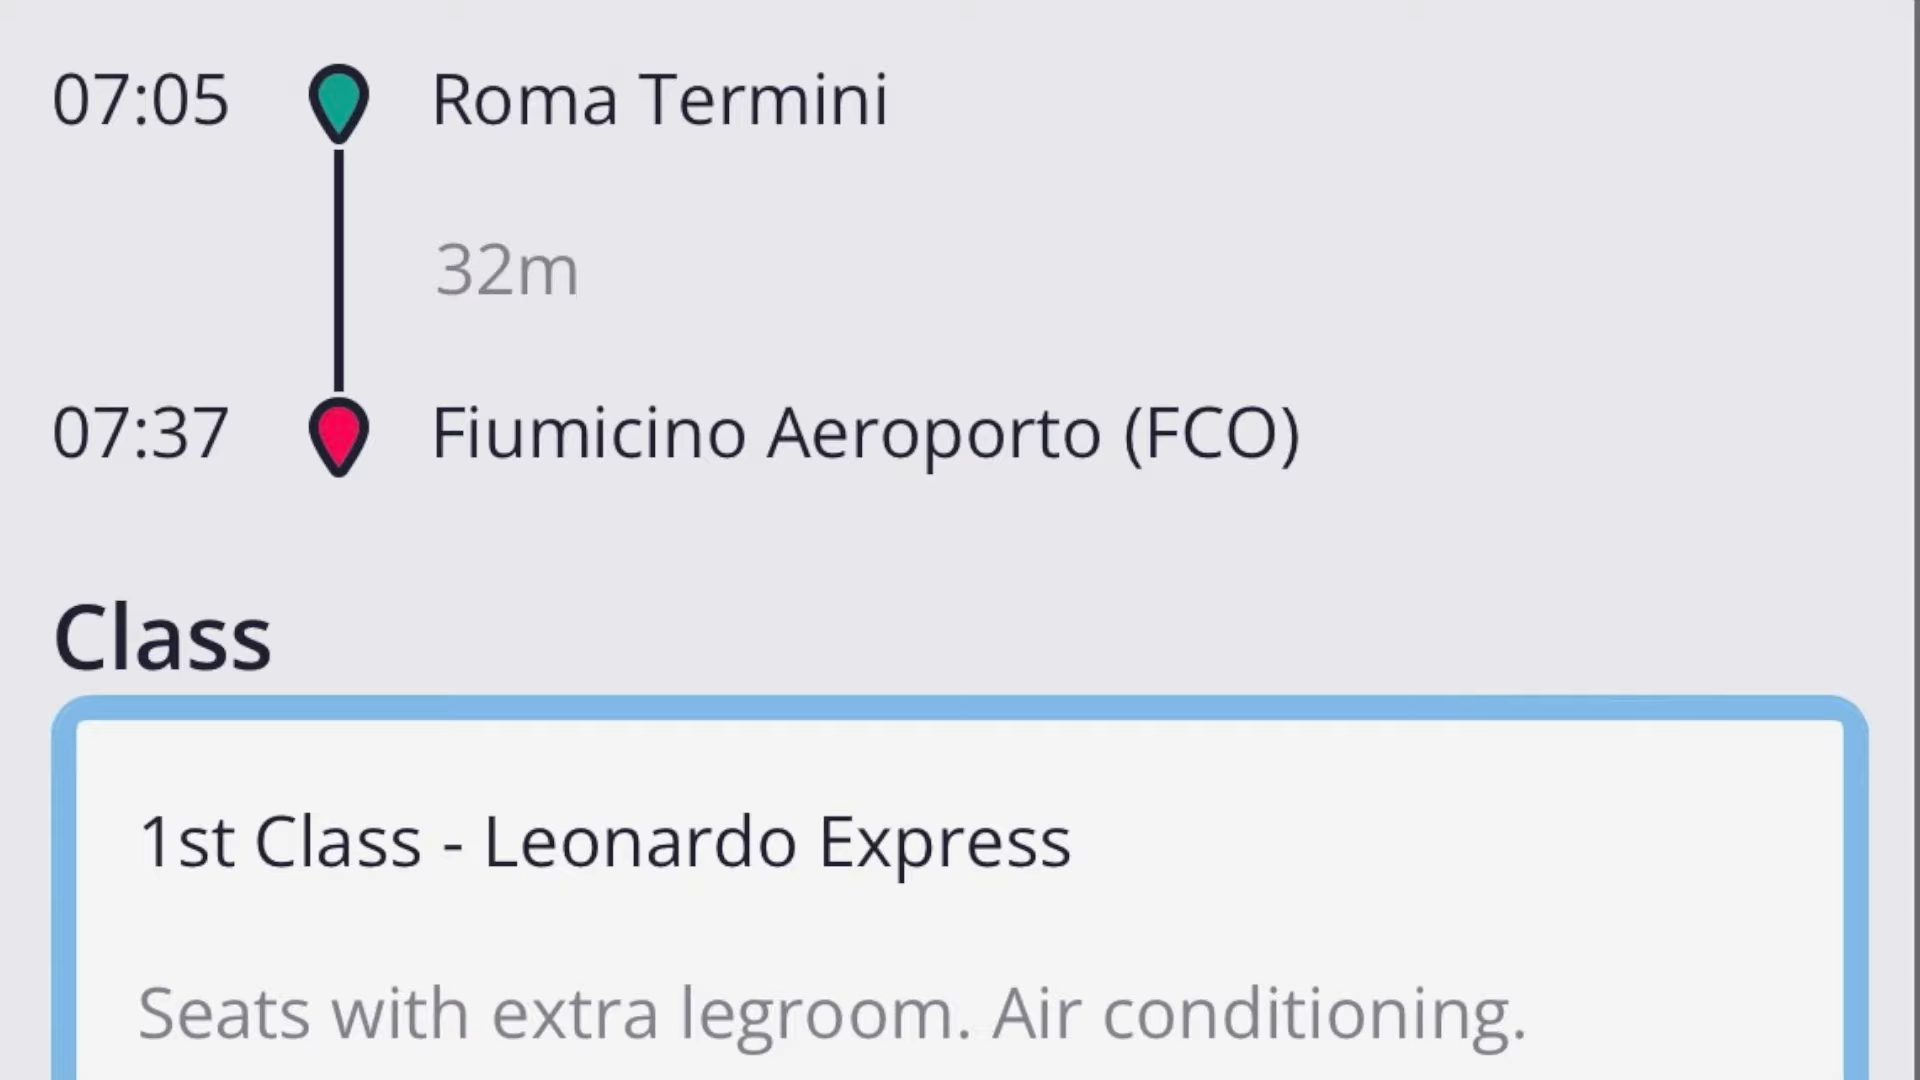 07:05 Roma Termini
32m
07:37 Fiumicino Aeroporto (FCO)
Class
1st Class - Leonardo Express
Seats with extra legroom. Air conditioning.